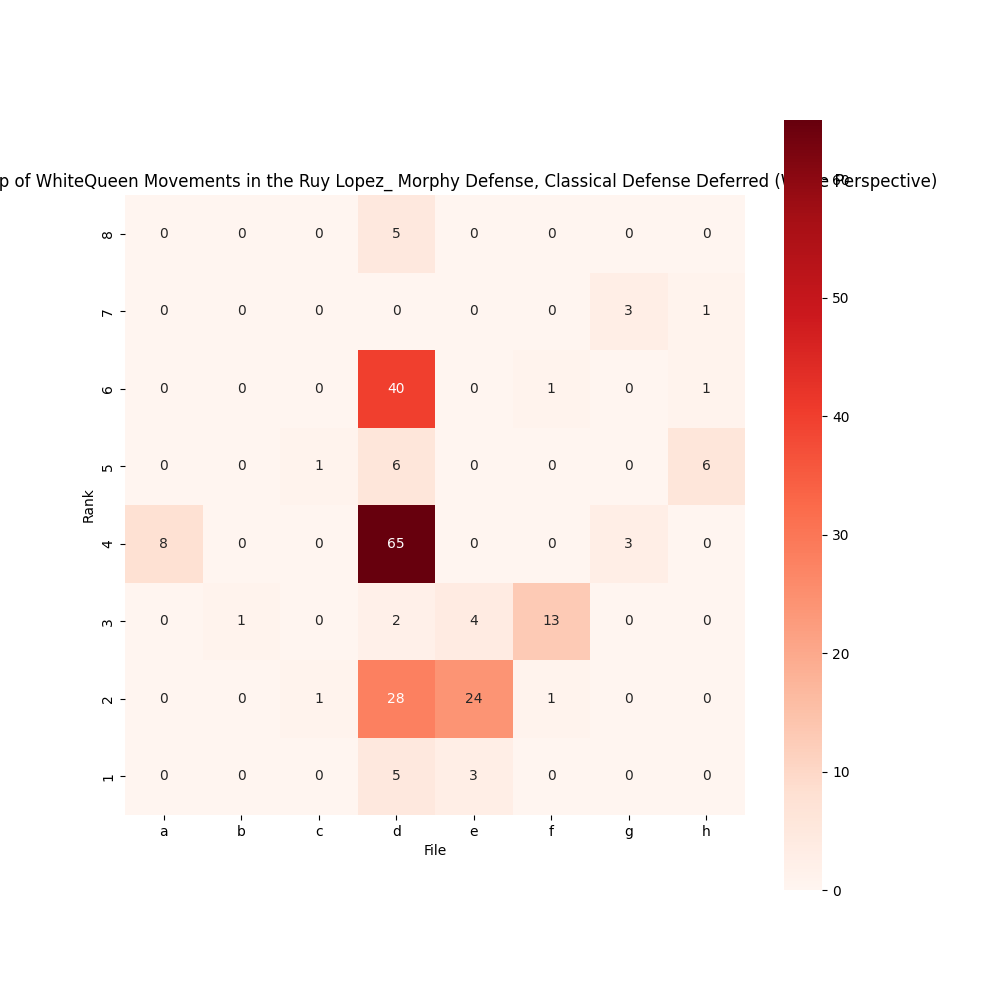 p of WhiteQueen Movements in the Ruy Lopez_ Morphy Defense, Classical Defense Deferred (White Perspective)
8 0 0 0 5 0 0 0 0
7 0 0 0 0 0 0 3 1
6 0 0 0 40 0 1 0 1
5 0 0 1 6 0 0 0 6
4 8 0 0 65 0 0 3 0
3 0 1 0 2 4 13 0 0
2 0 0 1 28 24 1 0 0
1 0 0 0 5 3 0 0 0
a b c d e f g h
File
Rank
60
50
40
30
20
10
0